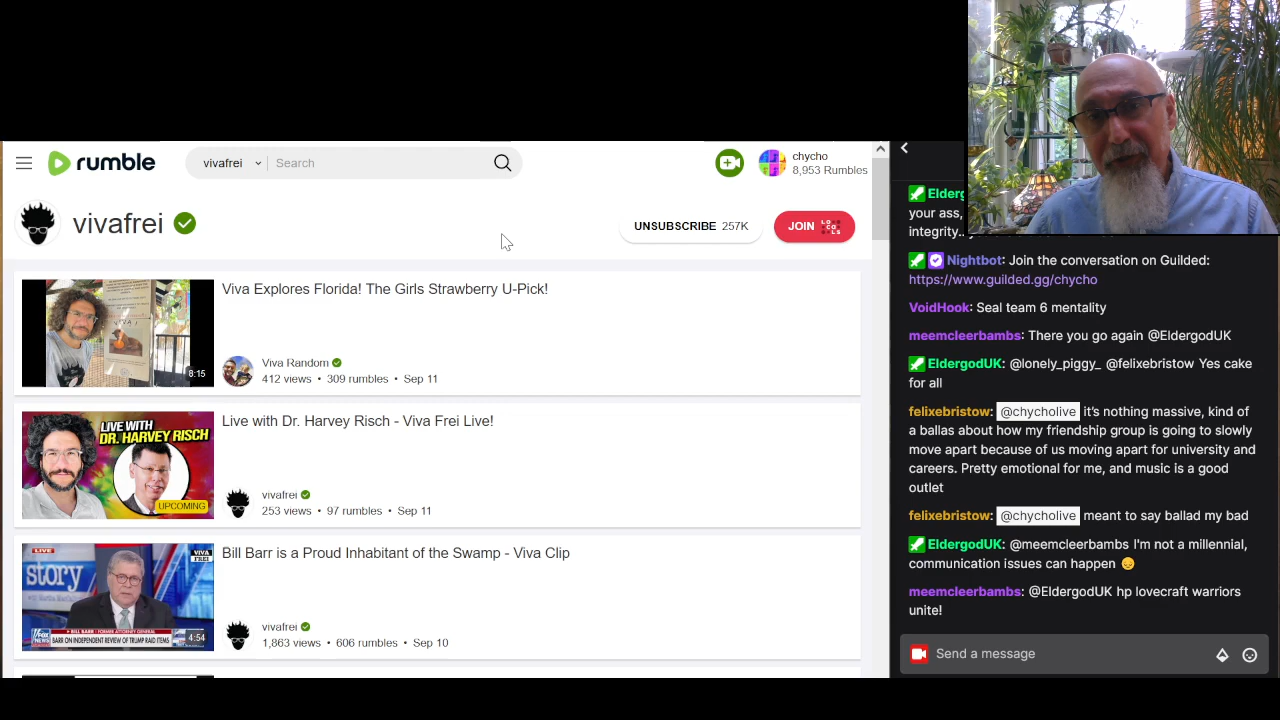 rumble
vivafrei
Search
chycho
8,953 Rumbles
vivafrei
UNSUBSCRIBE 257K
JOIN
LOCALS
Viva Explores Florida! The Girls Strawberry U-Pick!
8:15
Viva Random
412 views • 309 rumbles • Sep 11
LIVE WITH
DR. HARVEY RISCH
UPCOMING
Live with Dr. Harvey Risch - Viva Frei Live!
vivafrei
253 views • 97 rumbles • Sep 11
LIVE
VIVA
FREI
story
BILL BARR
BARR ON INDEPENDENT REVIEW OF TRUMP RAID ITEMS
4:54
Bill Barr is a Proud Inhabitant of the Swamp - Viva Clip
vivafrei
1,863 views • 606 rumbles • Sep 10
your ass,
integrity..
Nightbot: Join the conversation on Guilded:
https://www.guilded.gg/chycho
VoidHook: Seal team 6 mentality
meemcleerbambs: There you go again @EldergodUK
EldergodUK: @lonely_piggy_ @felixebristow Yes cake
for all
felixebristow: @chycholive it's nothing massive, kind of
a ballas about how my friendship group is going to slowly
move apart because of us moving apart for university and
careers. Pretty emotional for me, and music is a good
outlet
felixebristow: @chycholive meant to say ballad my bad
EldergodUK: @meemcleerbambs I'm not a millennial,
communication issues can happen 😔
meemcleerbambs: @EldergodUK hp lovecraft warriors
unite!
Send a message